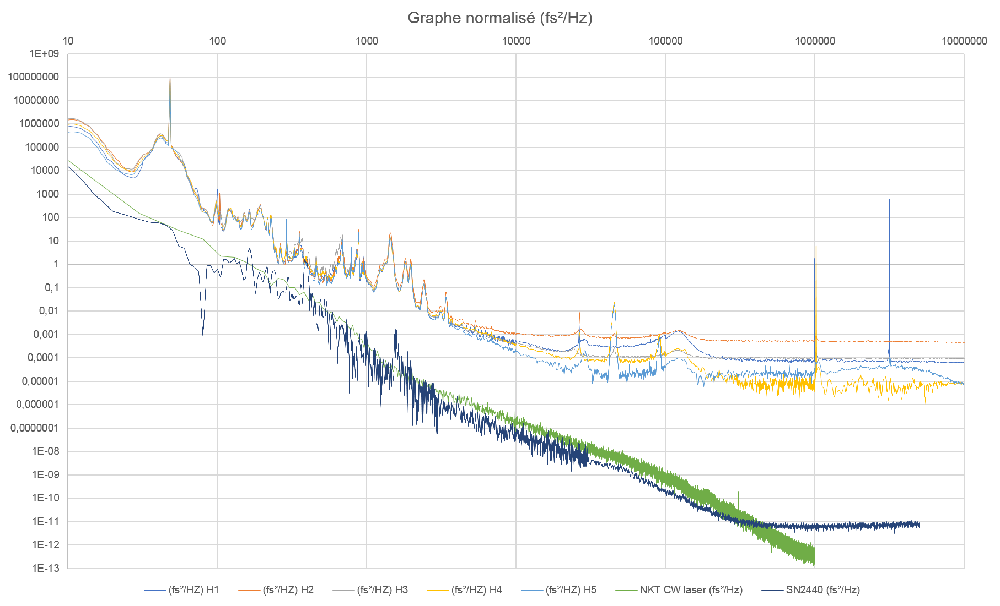 Graphe normalisé (fs²/Hz)
10 100 1000 10000 100000 1000000 10000000
1E+09
100000000
10000000
1000000
100000
10000
1000
100
10
1
0,1
0,01
0,001
0,0001
0,00001
0,000001
0,0000001
1E-08
1E-09
1E-10
1E-11
1E-12
1E-13
(fs²/HZ) H1 (fs²/HZ) H2 (fs²/HZ) H3 (fs²/HZ) H4 (fs²/HZ) H5 NKT CW laser (fs²/Hz) SN2440 (fs²/Hz)